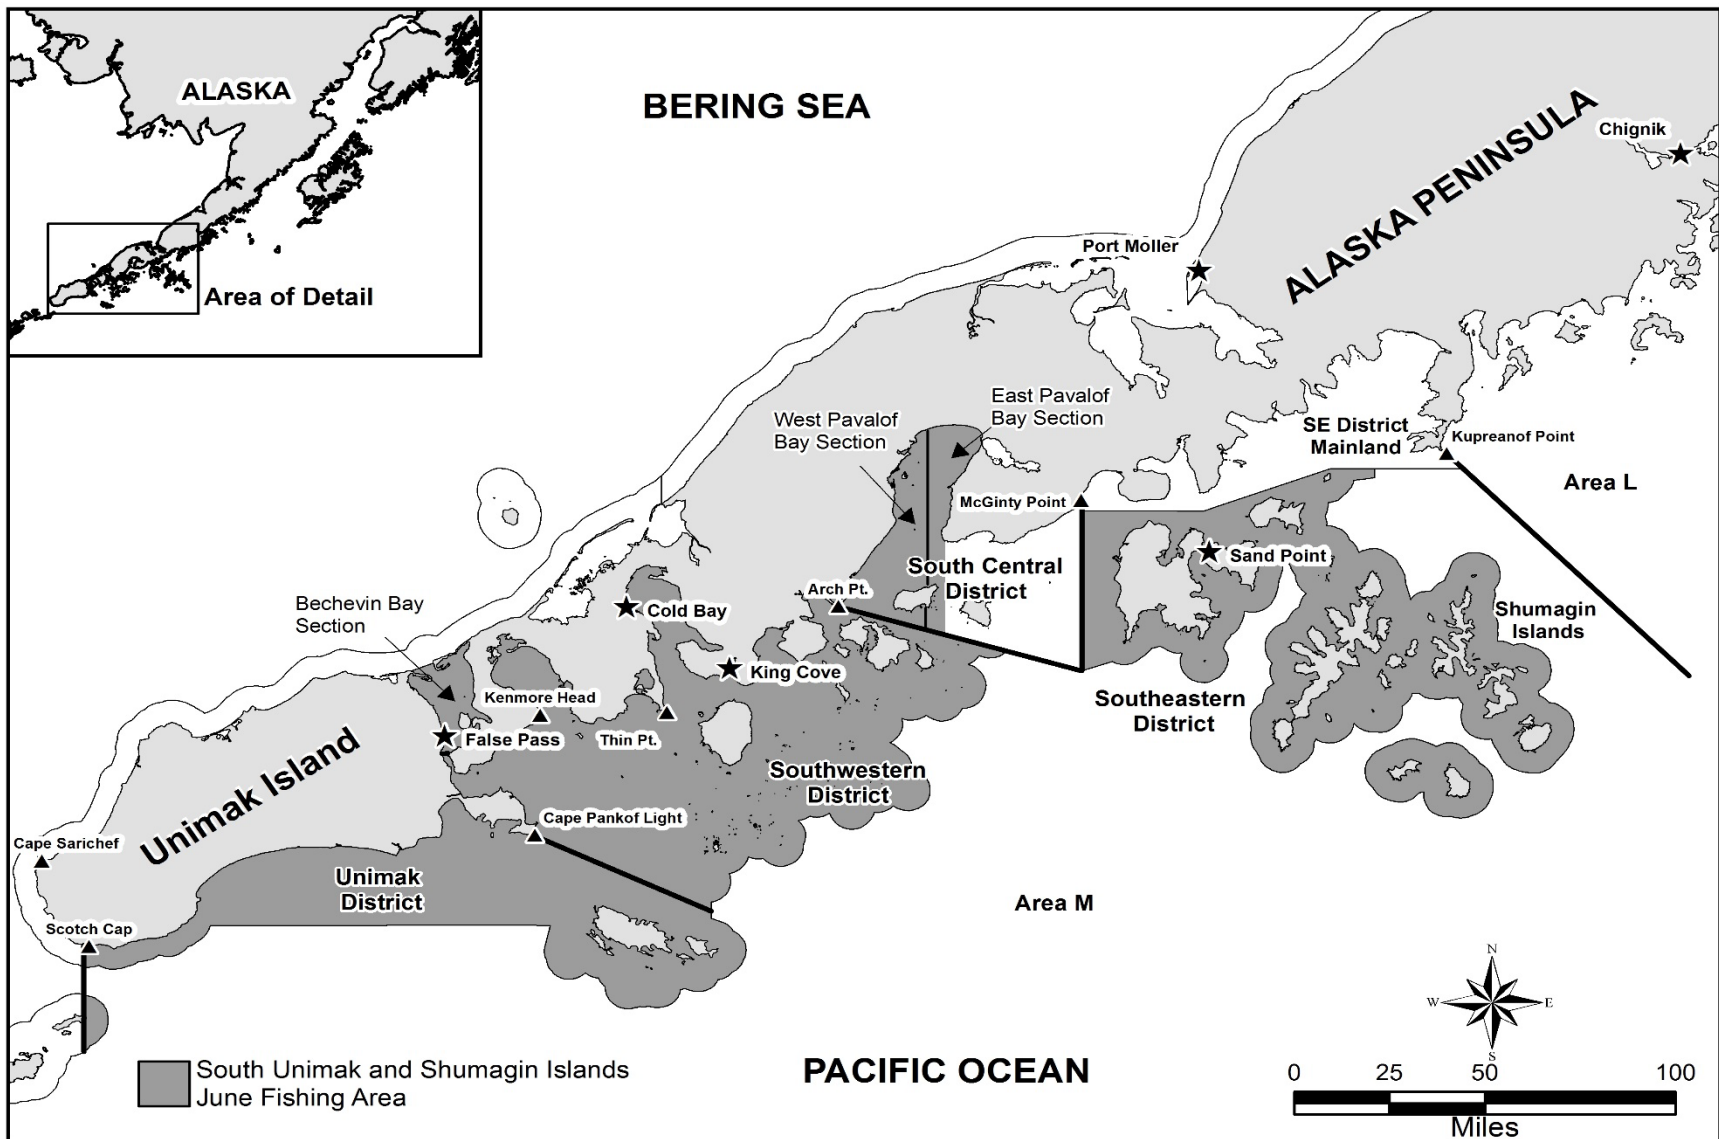 ALASKA
Area of Detail
BERING SEA
ALASKA PENINSULA
Chignik
Port Moller
East Pavalof
Bay Section
West Pavalof
Bay Section
SE District
Mainland
Kupreanof Point
Area L
McGinty Point
South Central
District
Sand Point
Arch Pt.
Shumagin
Islands
Bechevin Bay
Section
Cold Bay
King Cove
Kenmore Head
Southeastern
District
False Pass
Thin Pt.
Unimak Island
Southwestern
District
Cape Pankof Light
Cape Sarichef
Unimak
District
Area M
Scotch Cap
N
W
E
S
South Unimak and Shumagin Islands
June Fishing Area
PACIFIC OCEAN
0 25 50 100
Miles